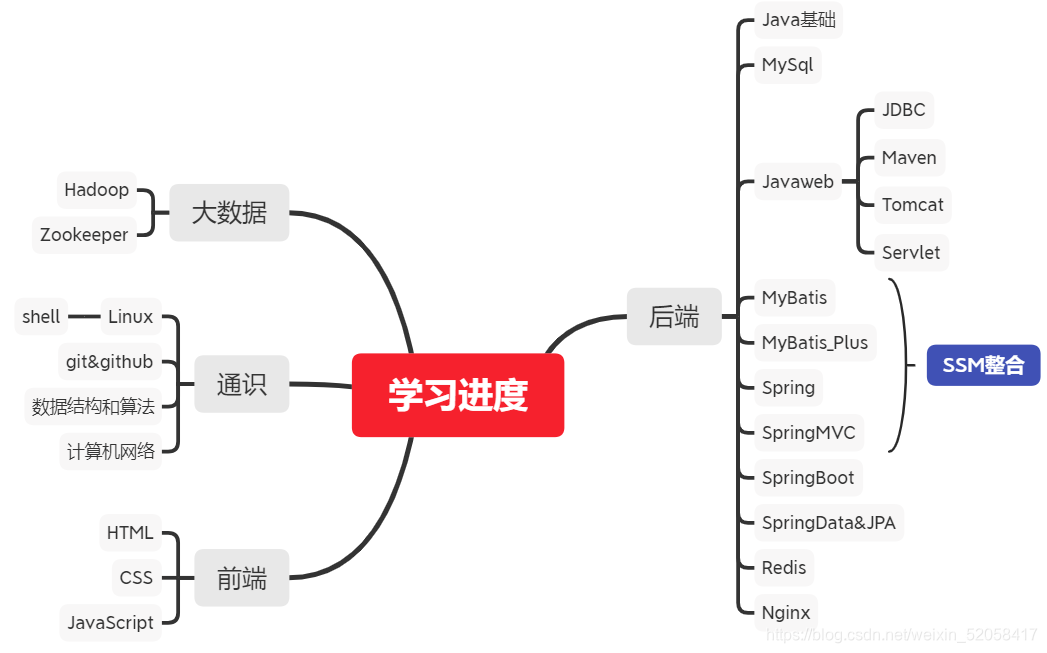 学习进度
后端
Java基础
MySql
Javaweb
JDBC
Maven
Tomcat
Servlet
MyBatis
MyBatis_Plus
Spring
SpringMVC
SSM整合
SpringBoot
SpringData&JPA
Redis
Nginx
大数据
Hadoop
Zookeeper
通识
Linux
shell
git&github
数据结构和算法
计算机网络
前端
HTML
CSS
JavaScript
https://blog.csdn.net/weixin_52058417